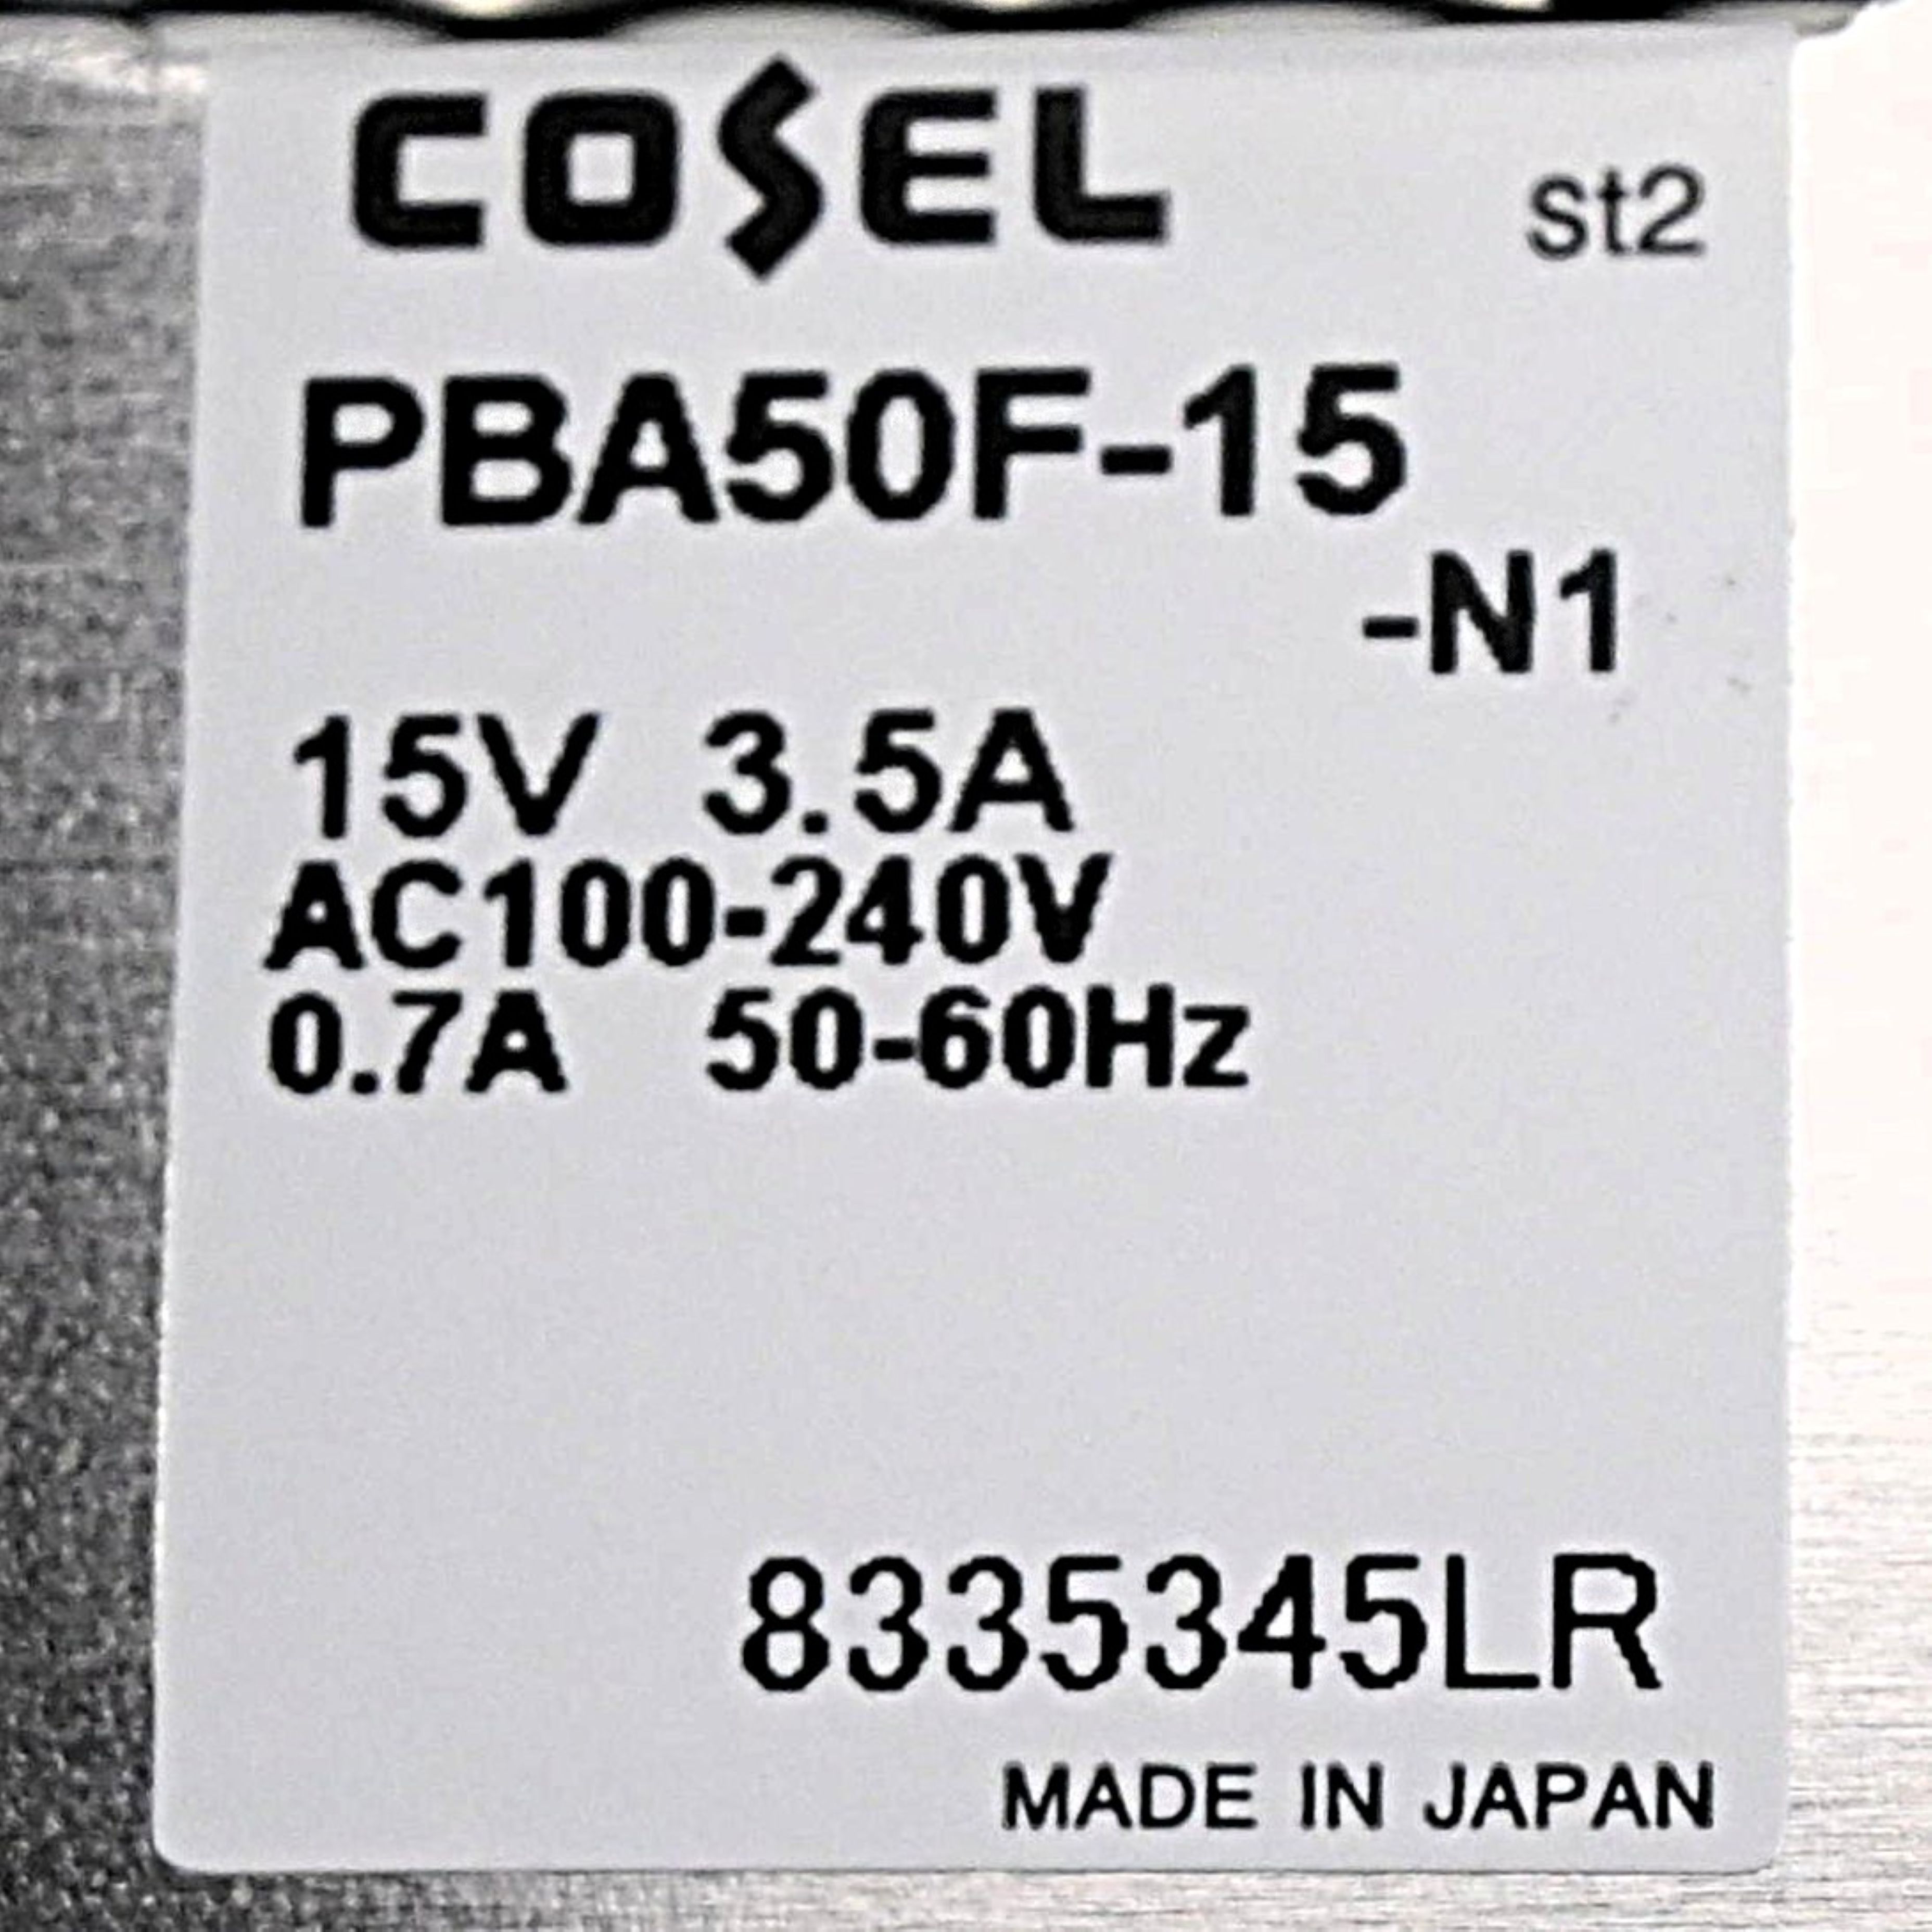 COSEL st2
PBA50F-15
-N1
15V 3.5A
AC100-240V
0.7A 50-60Hz
8335345LR
MADE IN JAPAN